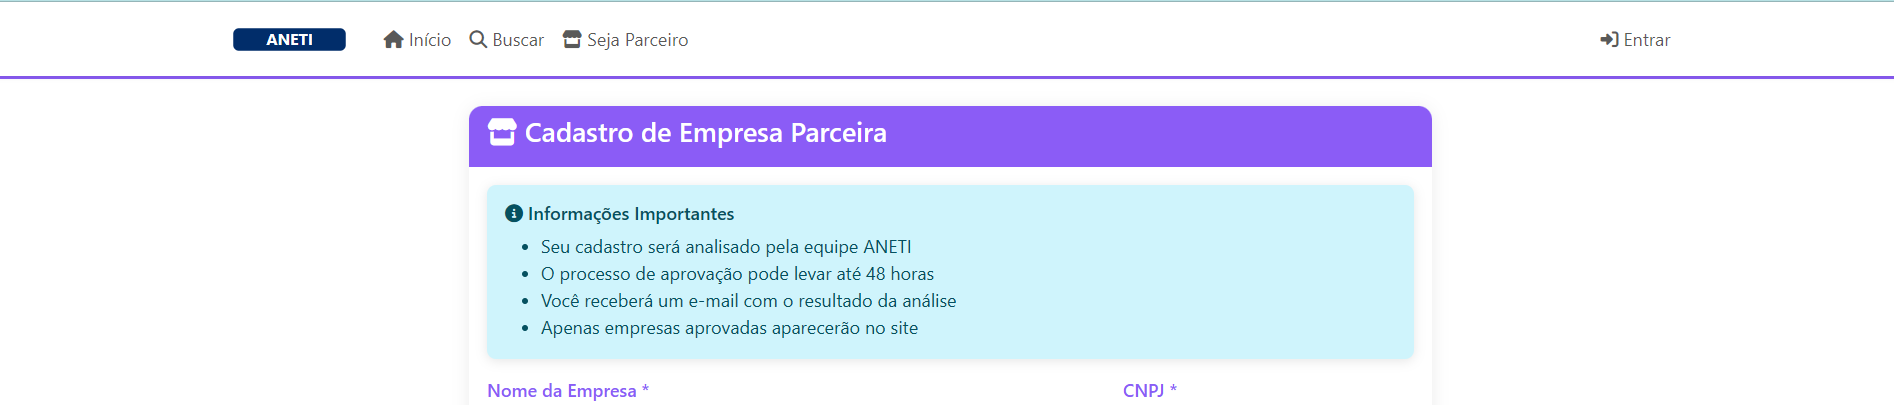 ANETI Início Buscar Seja Parceiro Entrar
Cadastro de Empresa Parceira
Informações Importantes
• Seu cadastro será analisado pela equipe ANETI
• O processo de aprovação pode levar até 48 horas
• Você receberá um e-mail com o resultado da análise
• Apenas empresas aprovadas aparecerão no site
Nome da Empresa * CNPJ *